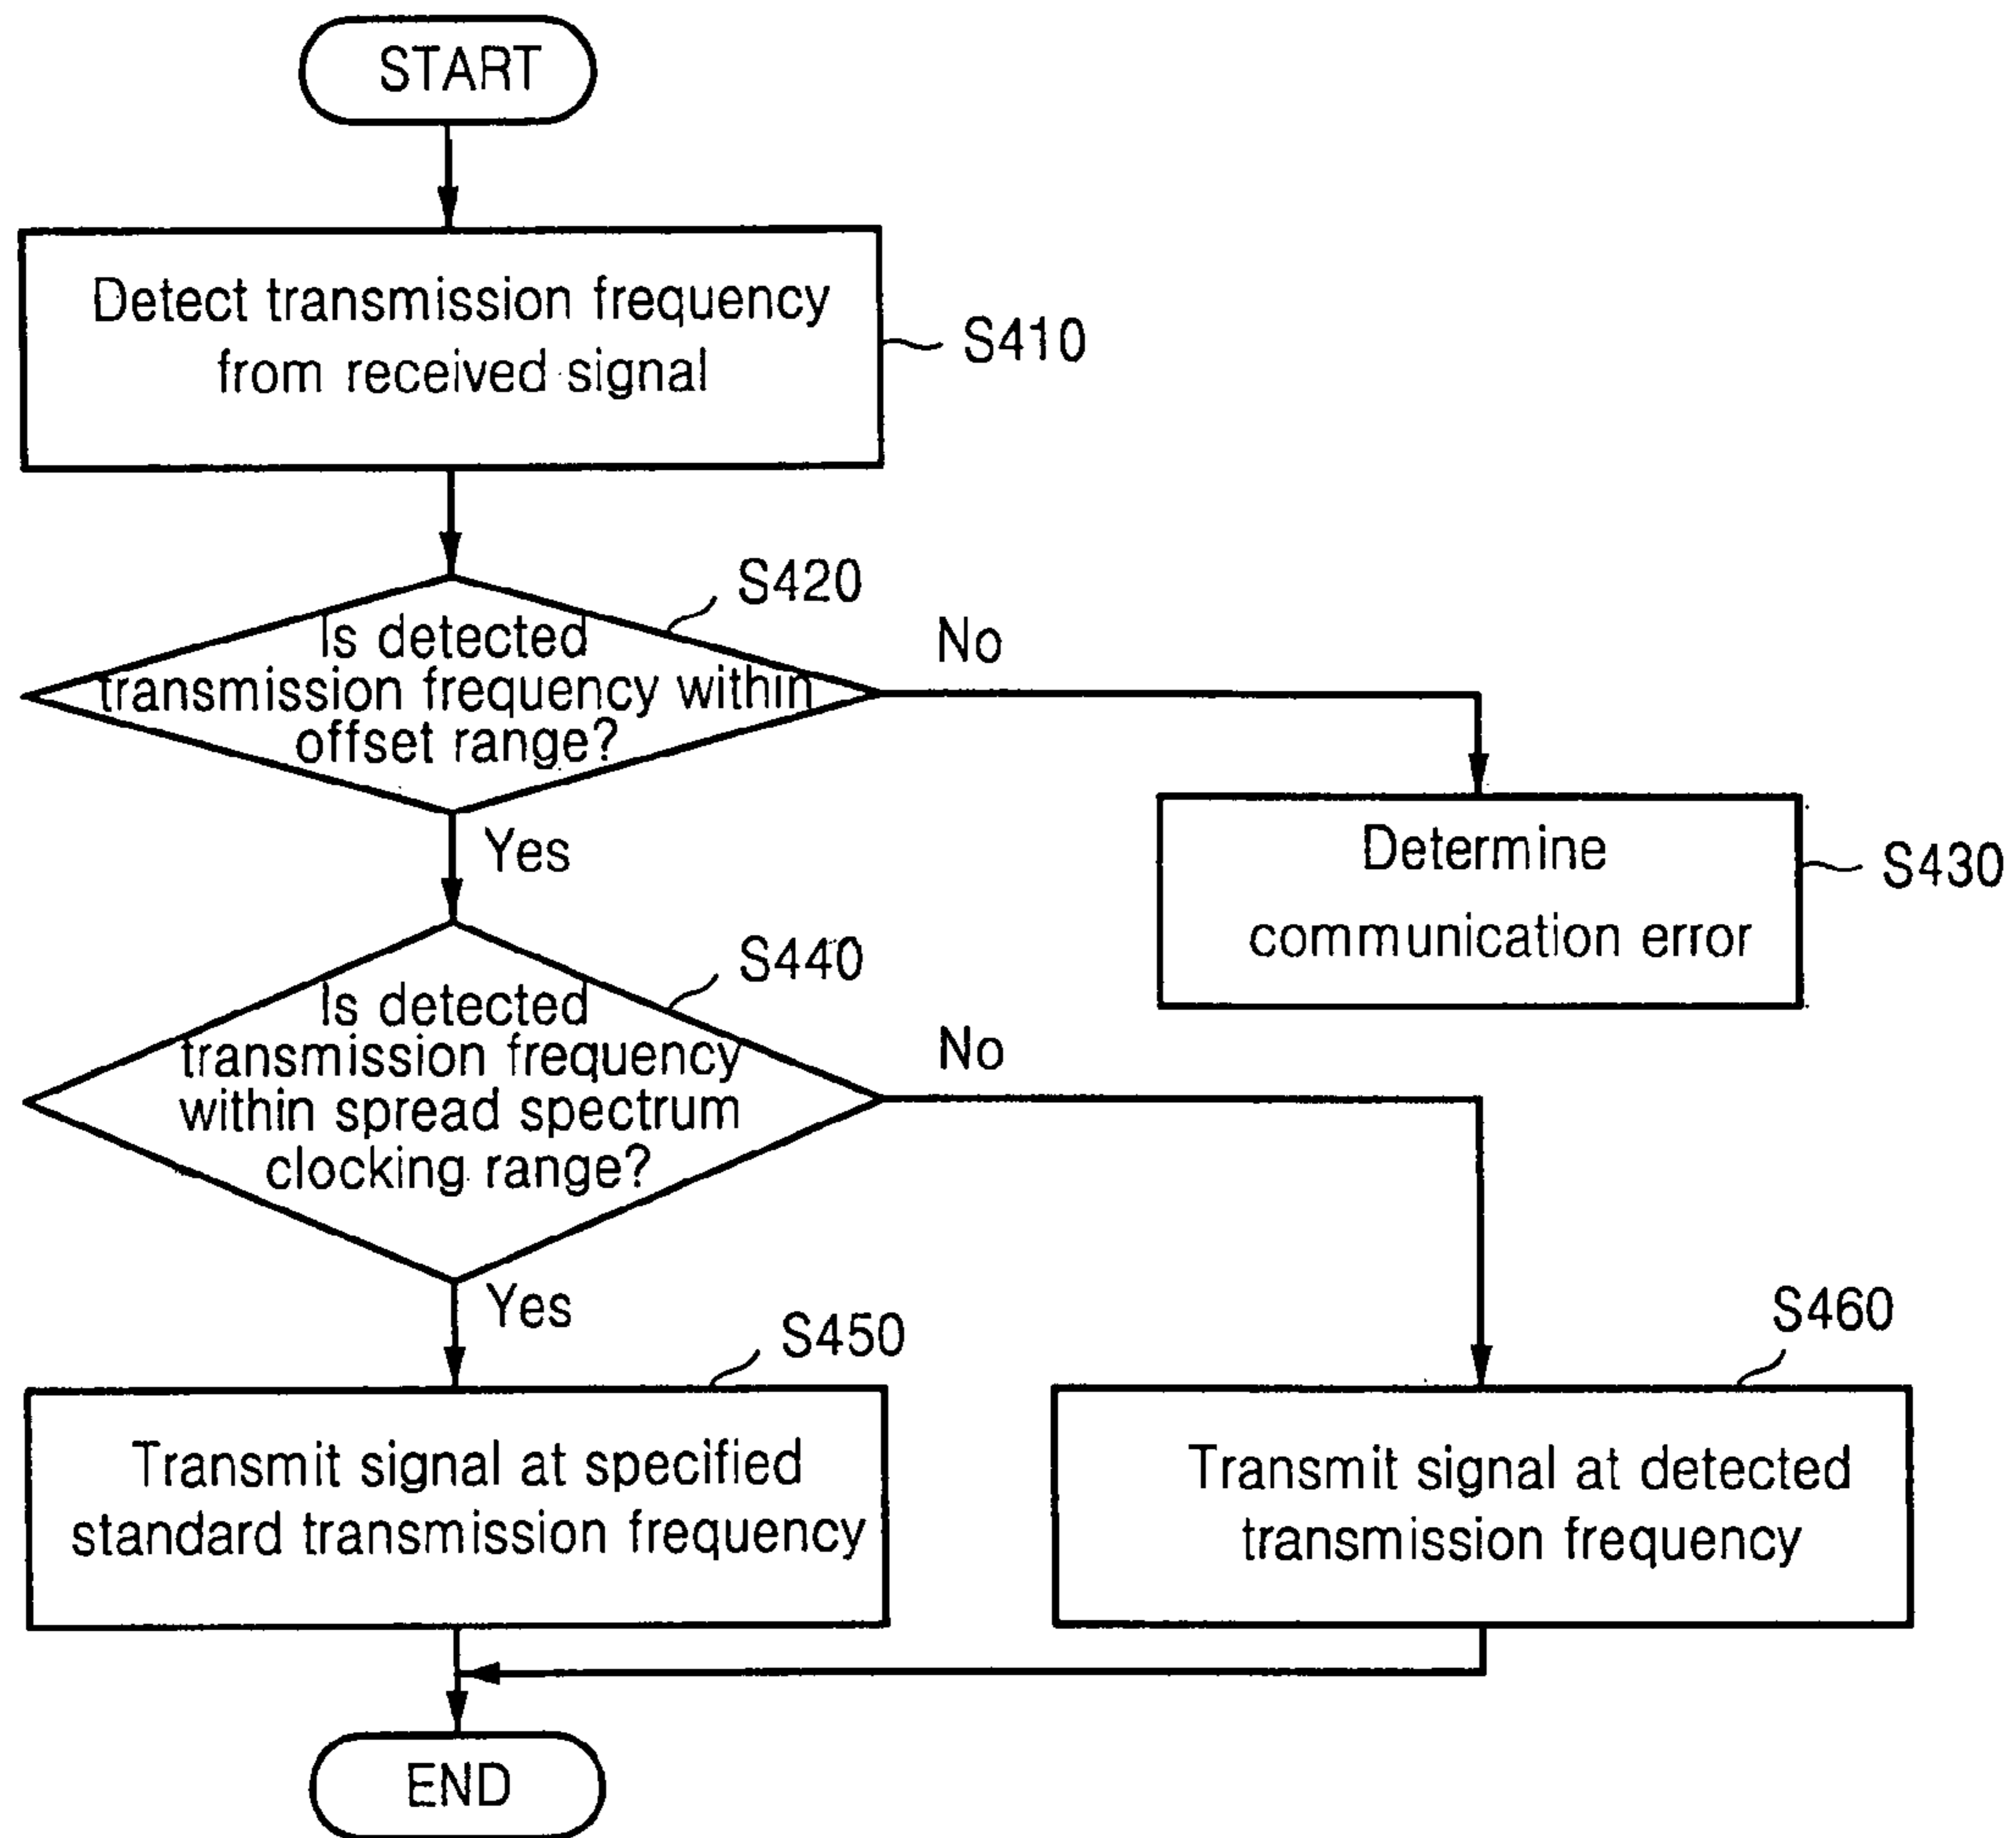 START
Detect transmission frequency
from received signal
S410
S420
Is detected
transmission frequency within
offset range?
No
Yes
Determine
communication error
S430
S440
Is detected
transmission frequency
within spread spectrum
clocking range?
No
Yes
S450
Transmit signal at specified
standard transmission frequency
S460
Transmit signal at detected
transmission frequency
END